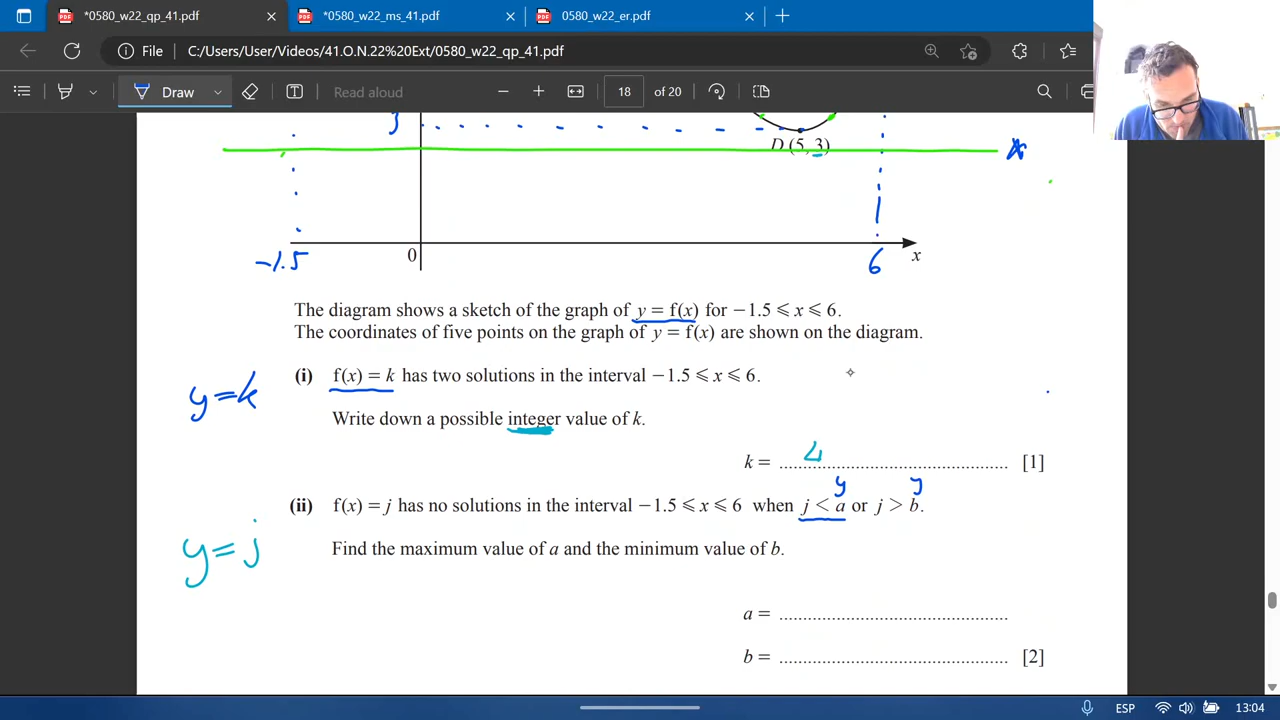 *0580_w22_qp_41.pdf
*0580_w22_ms_41.pdf
0580_w22_er.pdf
File
C:/Users/User/Videos/41.O.N.22%20Ext/0580_w22_qp_41.pdf
Draw
Read aloud
18 of 20
3
D (5, 3)
-1.5
0
6
x
The diagram shows a sketch of the graph of y = f(x) for −1.5 ⩽ x ⩽ 6.
The coordinates of five points on the graph of y = f(x) are shown on the diagram.
y=k
(i) f(x) = k has two solutions in the interval −1.5 ⩽ x ⩽ 6.
Write down a possible integer value of k.
k = 4 [1]
y y
(ii) f(x) = j has no solutions in the interval −1.5 ⩽ x ⩽ 6 when j < a or j > b.
y=j
Find the maximum value of a and the minimum value of b.
a = ........................................
b = ........................................ [2]
ESP
13:04